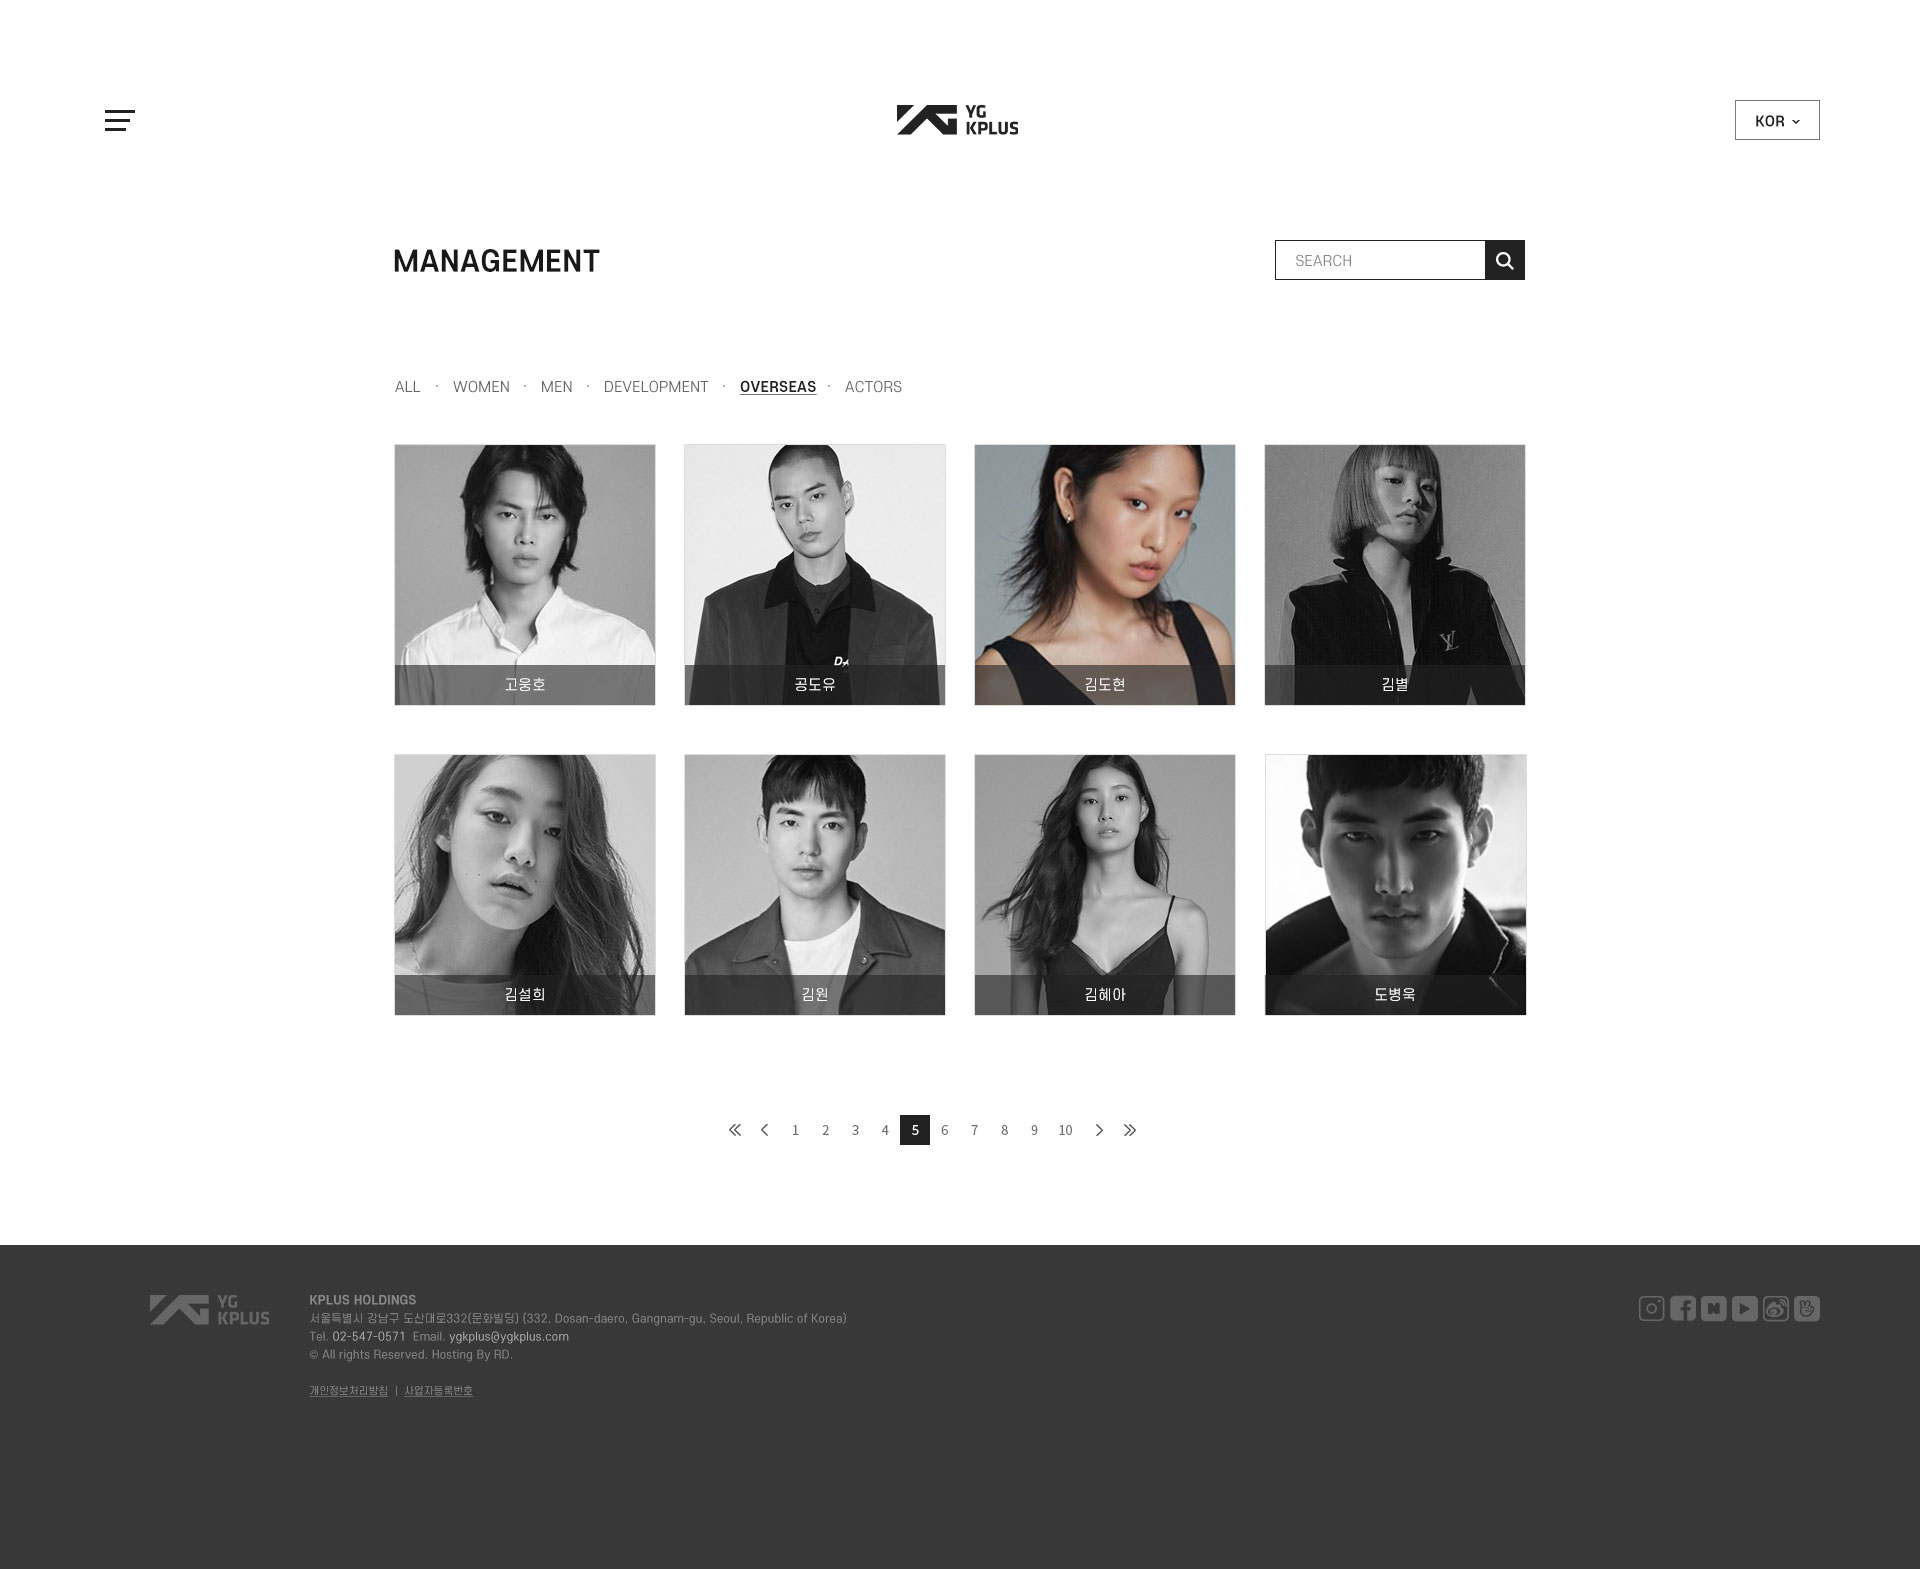 YG
KPLUS
KOR
MANAGEMENT
SEARCH
ALL · WOMEN · MEN · DEVELOPMENT · OVERSEAS · ACTORS
고웅호
공도유
김도현
김별
김설희
김원
김혜아
도병욱
1 2 3 4 5 6 7 8 9 10
YG
KPLUS
KPLUS HOLDINGS
서울특별시 강남구 도산대로332(문화빌딩) (332, Dosan-daero, Gangnam-gu, Seoul, Republic of Korea)
Tel. 02-547-0571 Email. ygkplus@ygkplus.com
© All rights Reserved. Hosting By RD.
개인정보처리방침 | 사업자등록번호